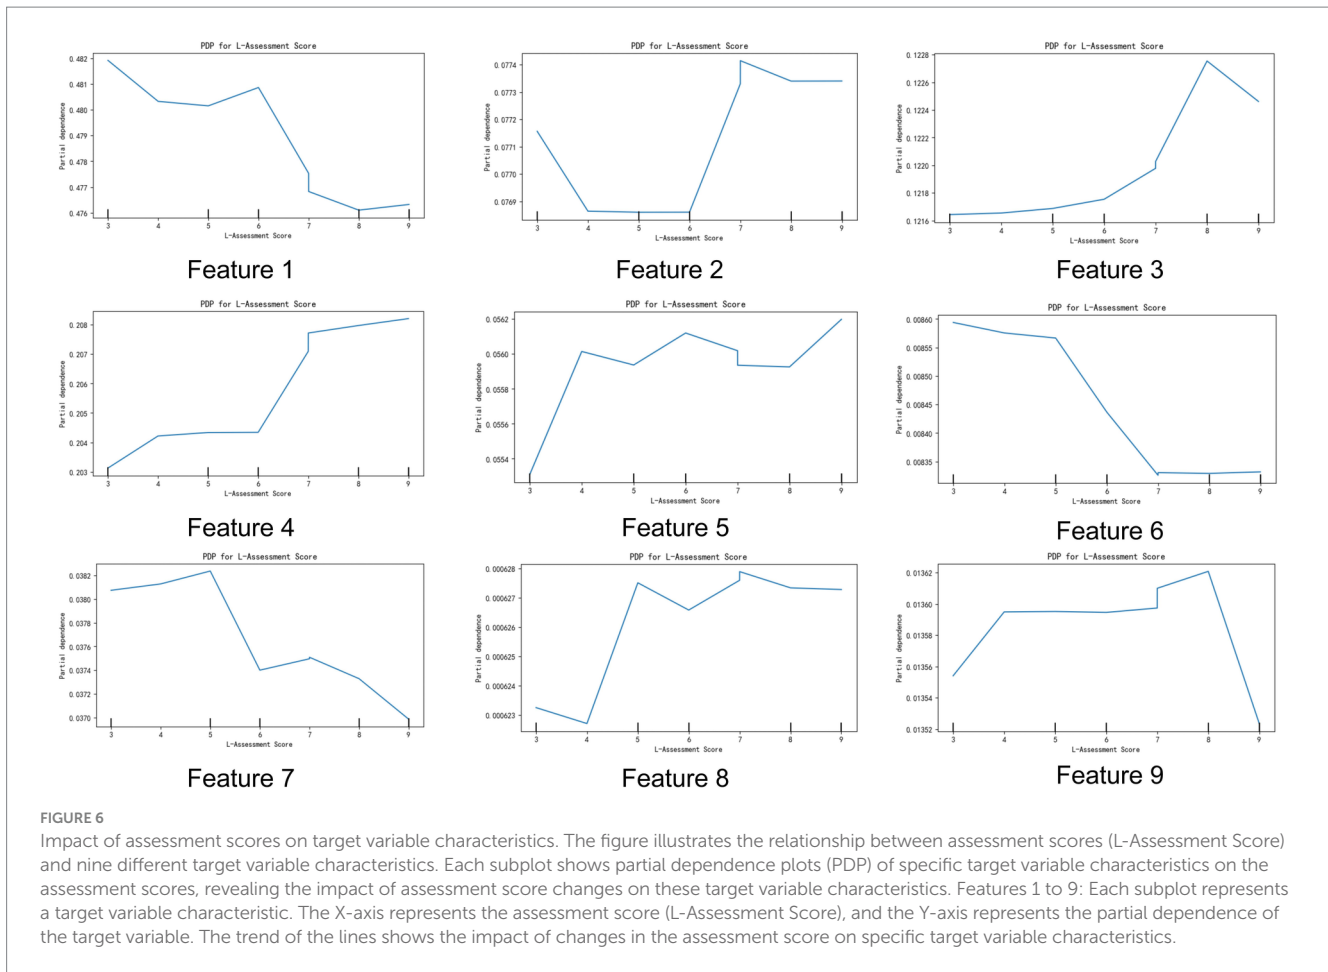 PDP for L-Assessment Score
0.482
0.481
0.480
0.479
0.478
0.477
0.476
Partial dependence
3 4 5 6 7 8 9
L-Assessment Score
Feature 1
PDP for L-Assessment Score
0.0774
0.0773
0.0772
0.0771
0.0770
0.0769
Partial dependence
3 4 5 6 7 8 9
L-Assessment Score
Feature 2
PDP for L-Assessment Score
0.1228
0.1226
0.1224
0.1222
0.1220
0.1218
0.1216
Partial dependence
3 4 5 6 7 8 9
L-Assessment Score
Feature 3
PDP for L-Assessment Score
0.208
0.207
0.206
0.205
0.204
0.203
Partial dependence
3 4 5 6 7 8 9
L-Assessment Score
Feature 4
PDP for L-Assessment Score
0.0562
0.0560
0.0558
0.0556
0.0554
Partial dependence
3 4 5 6 7 8 9
L-Assessment Score
Feature 5
PDP for L-Assessment Score
0.00860
0.00855
0.00850
0.00845
0.00840
0.00835
Partial dependence
3 4 5 6 7 8 9
L-Assessment Score
Feature 6
PDP for L-Assessment Score
0.0382
0.0380
0.0378
0.0376
0.0374
0.0372
0.0370
Partial dependence
3 4 5 6 7 8 9
L-Assessment Score
Feature 7
PDP for L-Assessment Score
0.000628
0.000627
0.000626
0.000625
0.000624
0.000623
Partial dependence
3 4 5 6 7 8 9
L-Assessment Score
Feature 8
PDP for L-Assessment Score
0.01362
0.01360
0.01358
0.01356
0.01354
0.01352
Partial dependence
3 4 5 6 7 8 9
L-Assessment Score
Feature 9
FIGURE 6
Impact of assessment scores on target variable characteristics. The figure illustrates the relationship between assessment scores (L-Assessment Score)
and nine different target variable characteristics. Each subplot shows partial dependence plots (PDP) of specific target variable characteristics on the
assessment scores, revealing the impact of assessment score changes on these target variable characteristics. Features 1 to 9: Each subplot represents
a target variable characteristic. The X-axis represents the assessment score (L-Assessment Score), and the Y-axis represents the partial dependence of
the target variable. The trend of the lines shows the impact of changes in the assessment score on specific target variable characteristics.